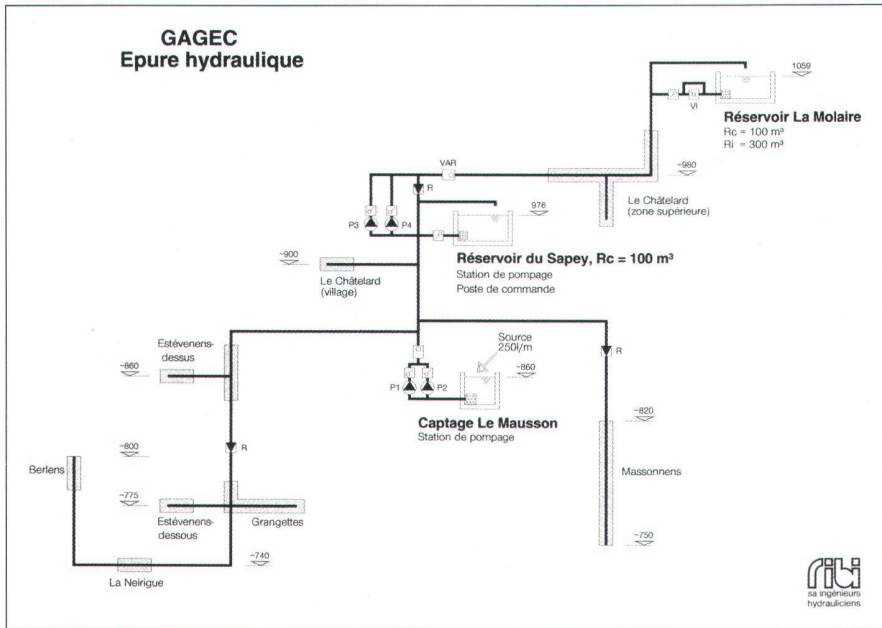 GAGEC
Epure hydraulique
1059
VI
Réservoir La Molaire
Rc = 100 m³
Ri = 300 m³
VAR
~980
R
Le Châtelard
(zone supérieure)
976
P3
P4
~900
Réservoir du Sapey, Rc = 100 m³
Station de pompage
Poste de commande
Le Châtelard
(village)
Source
250l/m
Estévenens-
dessus
R
~860
~860
P1
P2
~820
Captage Le Mausson
Station de pompage
~800
R
Berlens
Massonnens
~775
Estévenens-
dessous
Grangettes
~750
~740
La Neirigue
ribi
sa ingénieurs
hydrauliciens